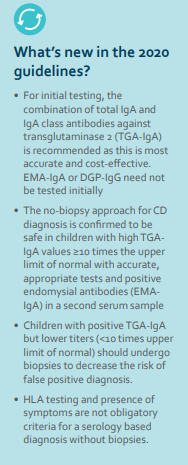 What's new in the 2020
guidelines?
• For initial testing, the
combination of total IgA and
IgA class antibodies against
transglutaminase 2 (TGA-IgA)
is recommended as this is most
accurate and cost-effective.
EMA-IgA or DGP-IgG need not
be tested initially
• The no-biopsy approach for CD
diagnosis is confirmed to be
safe in children with high TGA-
IgA values ≥10 times the upper
limit of normal with accurate,
appropriate tests and positive
endomysial antibodies (EMA-
IgA) in a second serum sample
• Children with positive TGA-IgA
but lower titers (<10 times upper
limit of normal) should undergo
biopsies to decrease the risk of
false positive diagnosis.
• HLA testing and presence of
symptoms are not obligatory
criteria for a serology based
diagnosis without biopsies.